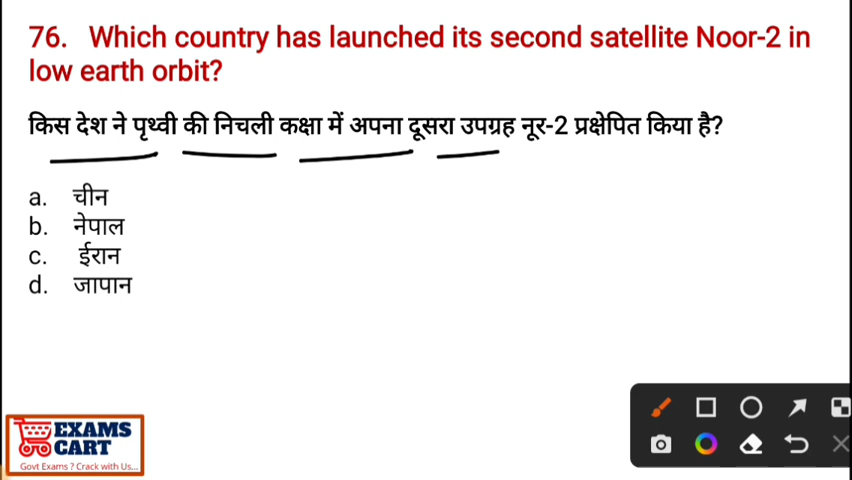 76. Which country has launched its second satellite Noor-2 in
low earth orbit?
किस देश ने पृथ्वी की निचली कक्षा में अपना दूसरा उपग्रह नूर-2 प्रक्षेपित किया है?
a. चीन
b. नेपाल
c. ईरान
d. जापान
EXAMS
CART
Govt Exams ? Crack with Us...